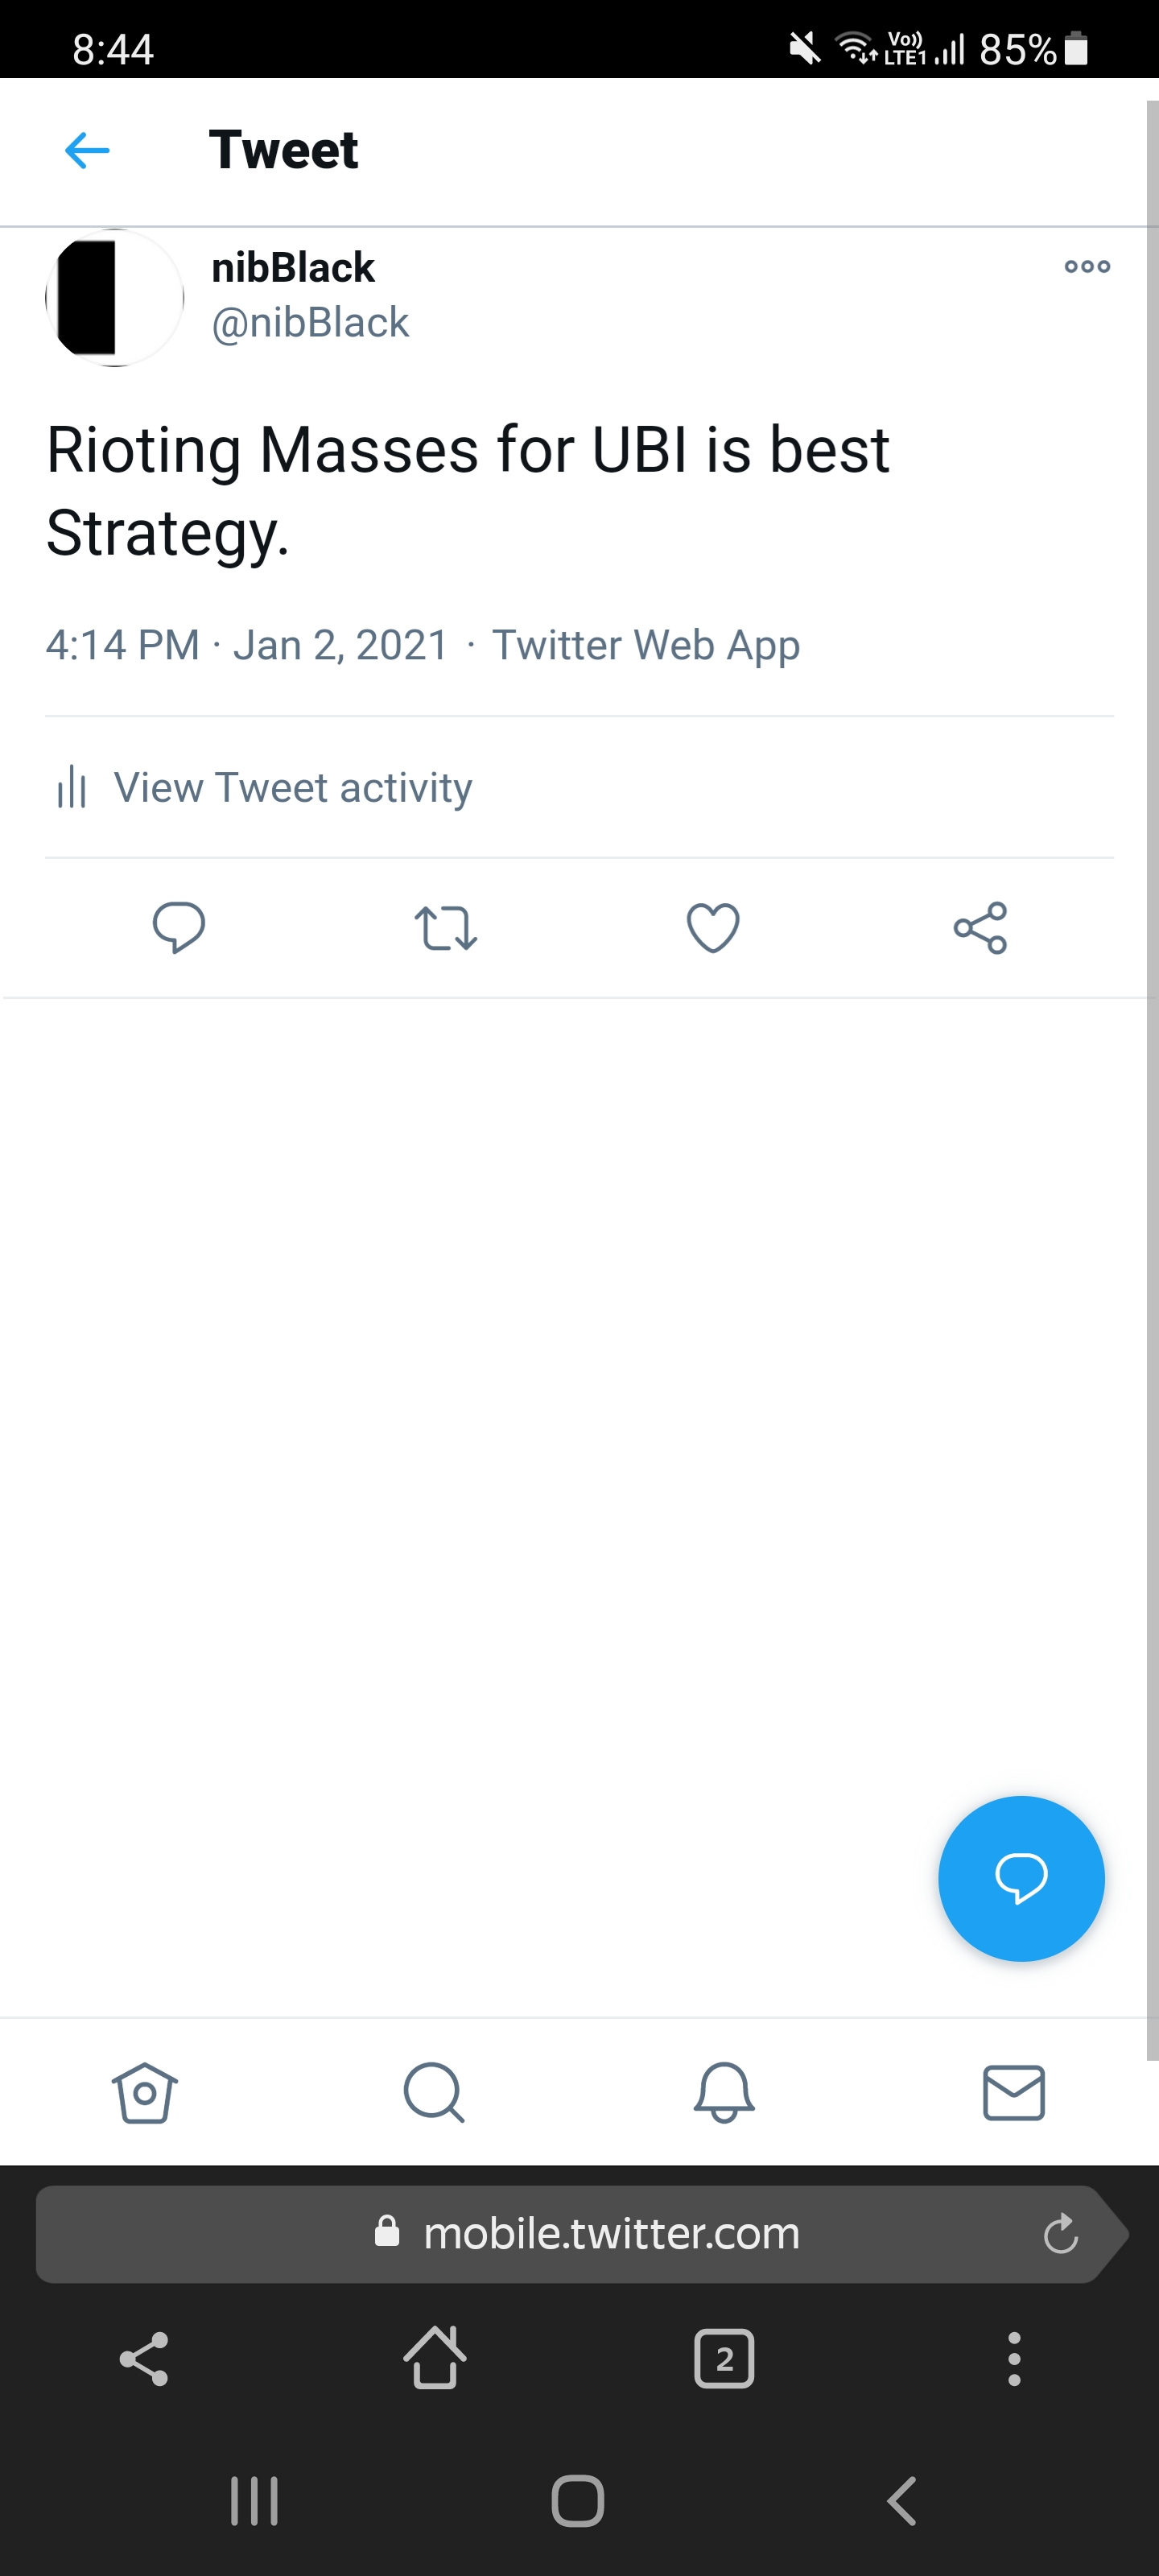 8:44
Vo)) LTE1 85%
Tweet
nibBlack
@nibBlack
Rioting Masses for UBI is best
Strategy.
4:14 PM · Jan 2, 2021 · Twitter Web App
View Tweet activity
mobile.twitter.com
2